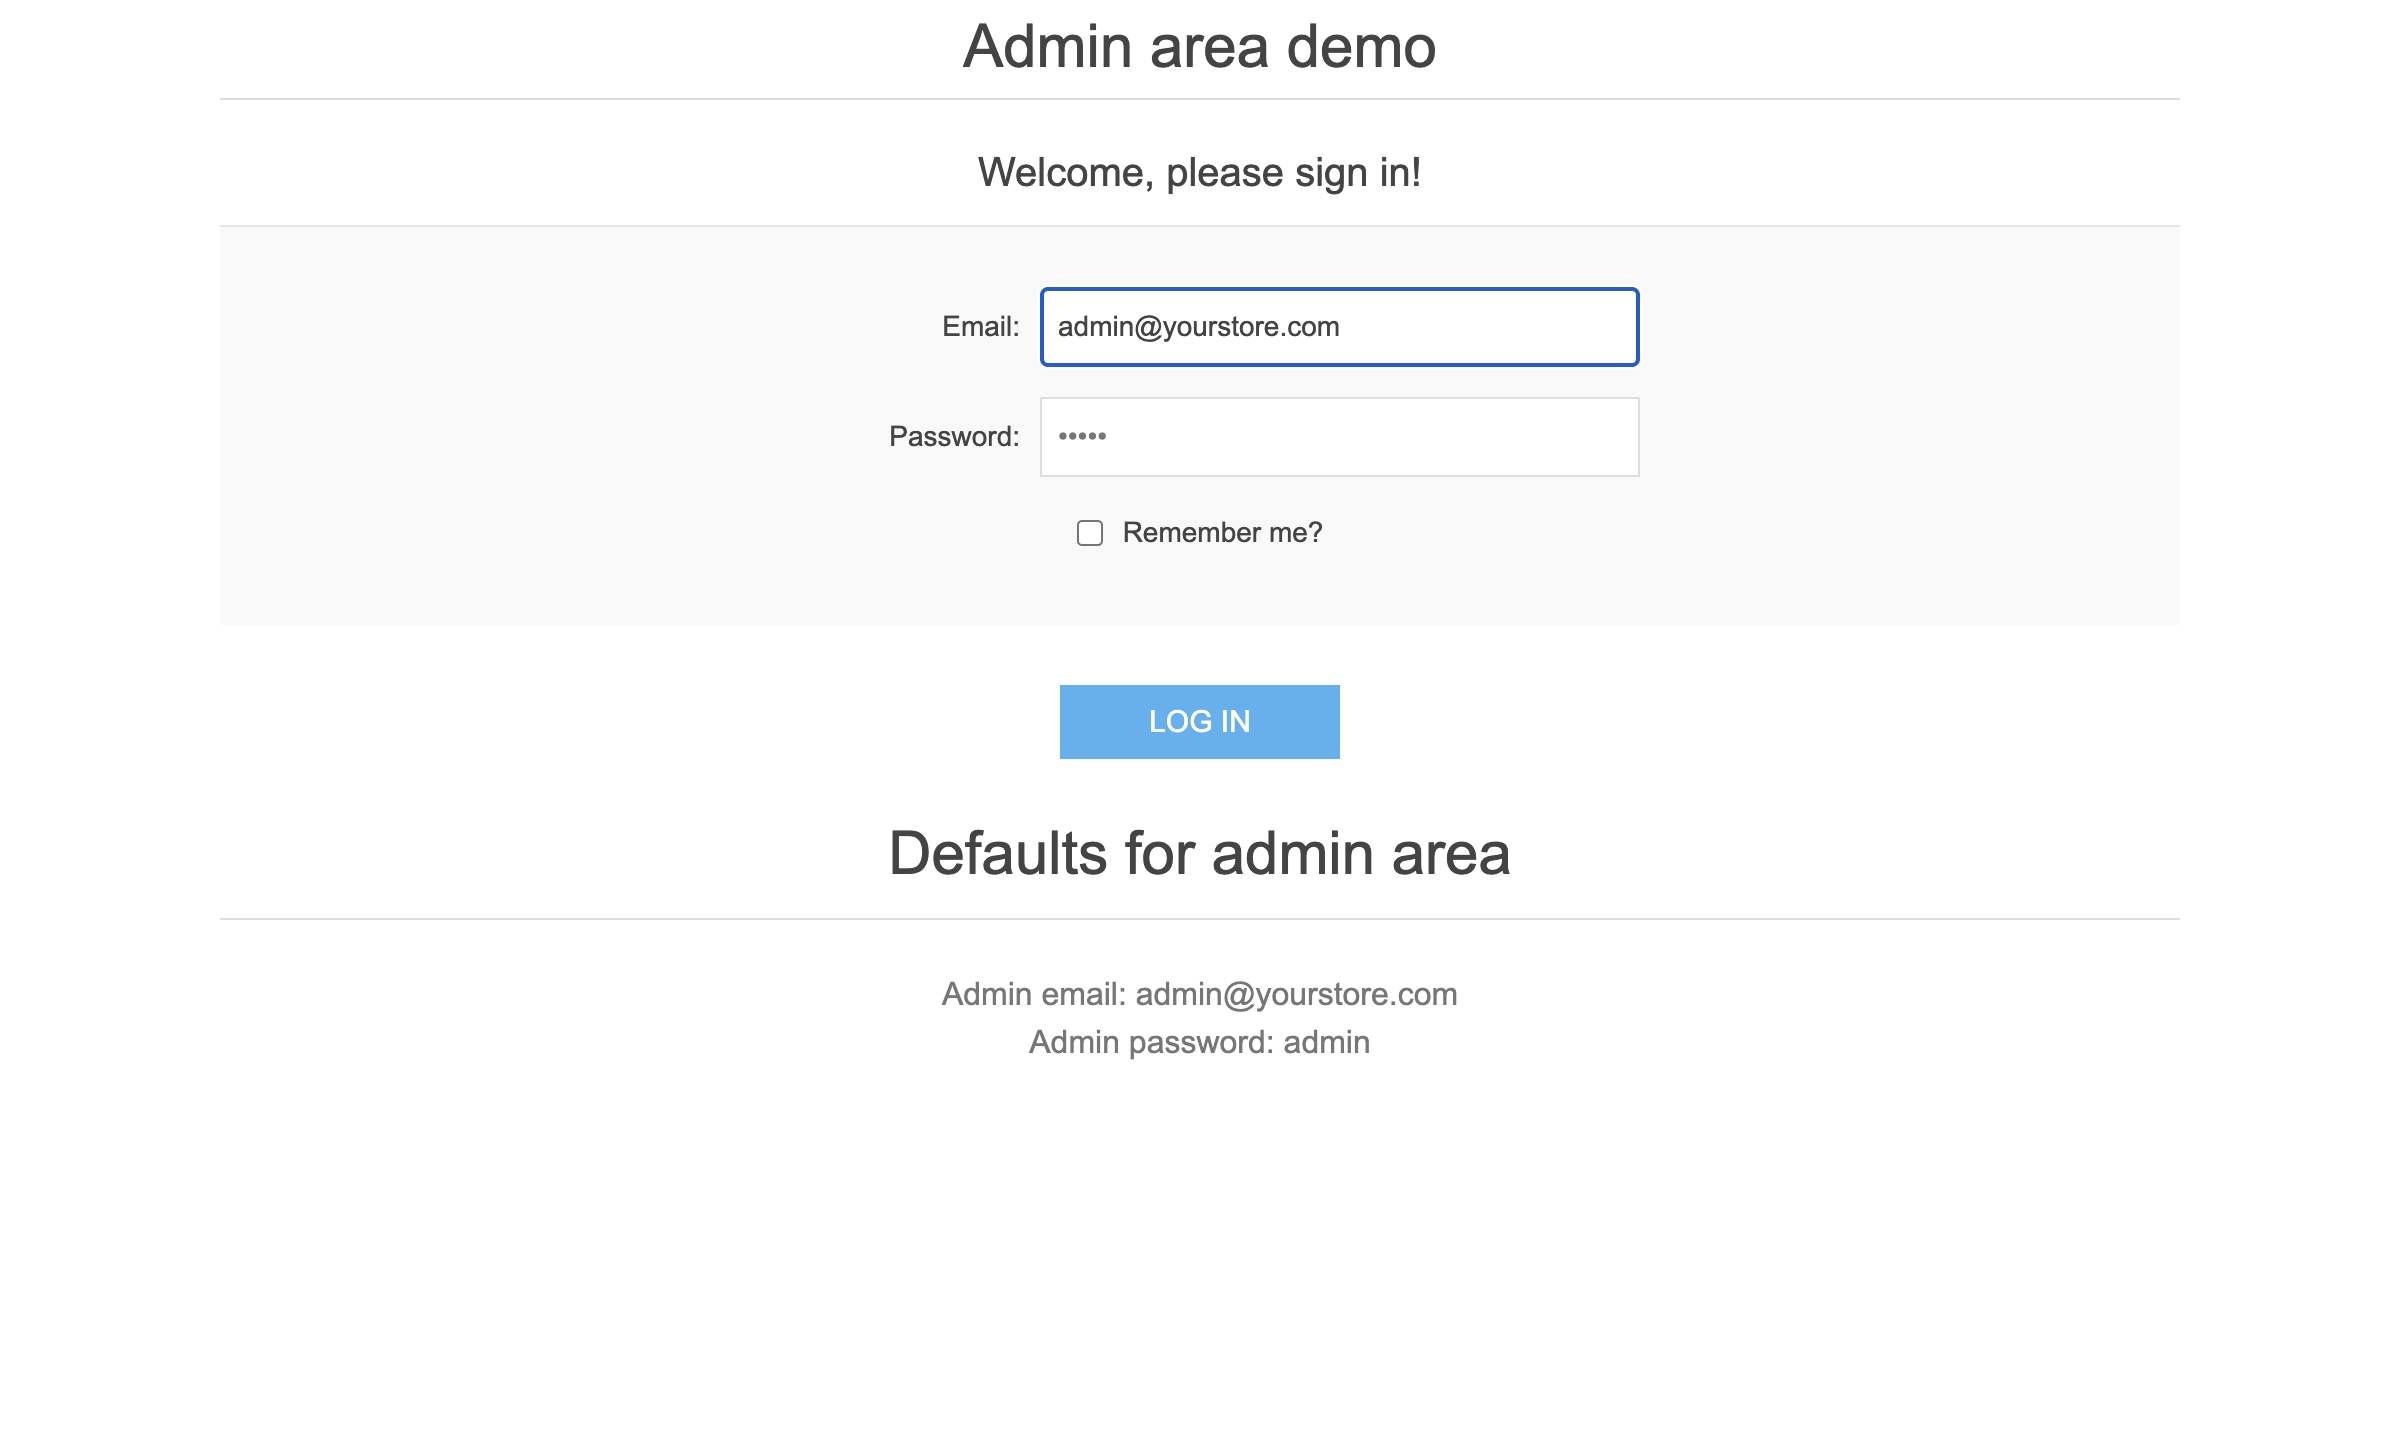 Admin area demo
Welcome, please sign in!
Email: admin@yourstore.com
Password: •••••
Remember me?
LOG IN
Defaults for admin area
Admin email: admin@yourstore.com
Admin password: admin